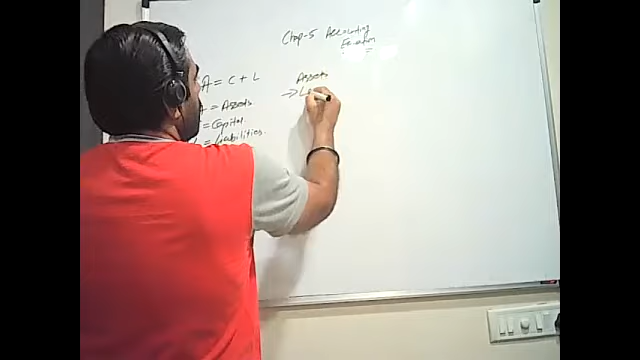 Chap-5 Accounting
Equation
A = C + L
A = Assets
= Capital
= Liabilities.
Assets
→ L